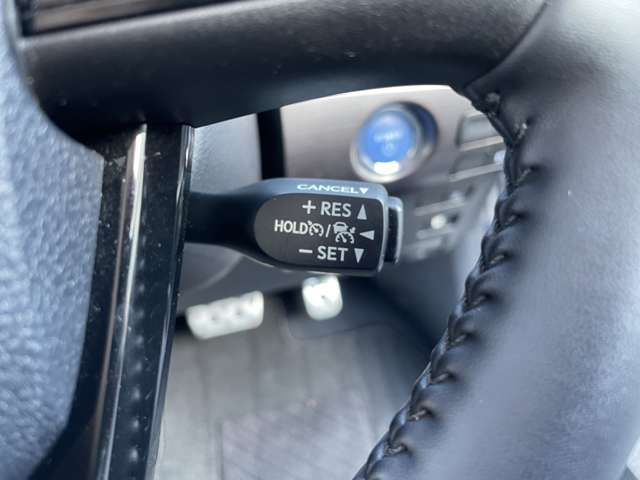 CANCEL▼
+ RES▲
HOLD / ◀
− SET▼